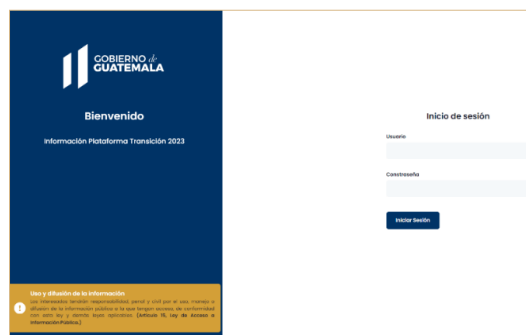 GOBIERNO de
GUATEMALA
Bienvenido
Información Plataforma Transición 2023
Inicio de sesión
Usuario
Constraseña
Iniciar Sesión
Uso y difusión de la información
Los interesados tendrán responsabilidad, penal y civil por el uso, manejo o
difusión de la información pública a la que tengan acceso, de conformidad
con esta ley y demás leyes aplicables. (Artículo 15, Ley de Acceso a
Información Pública.)